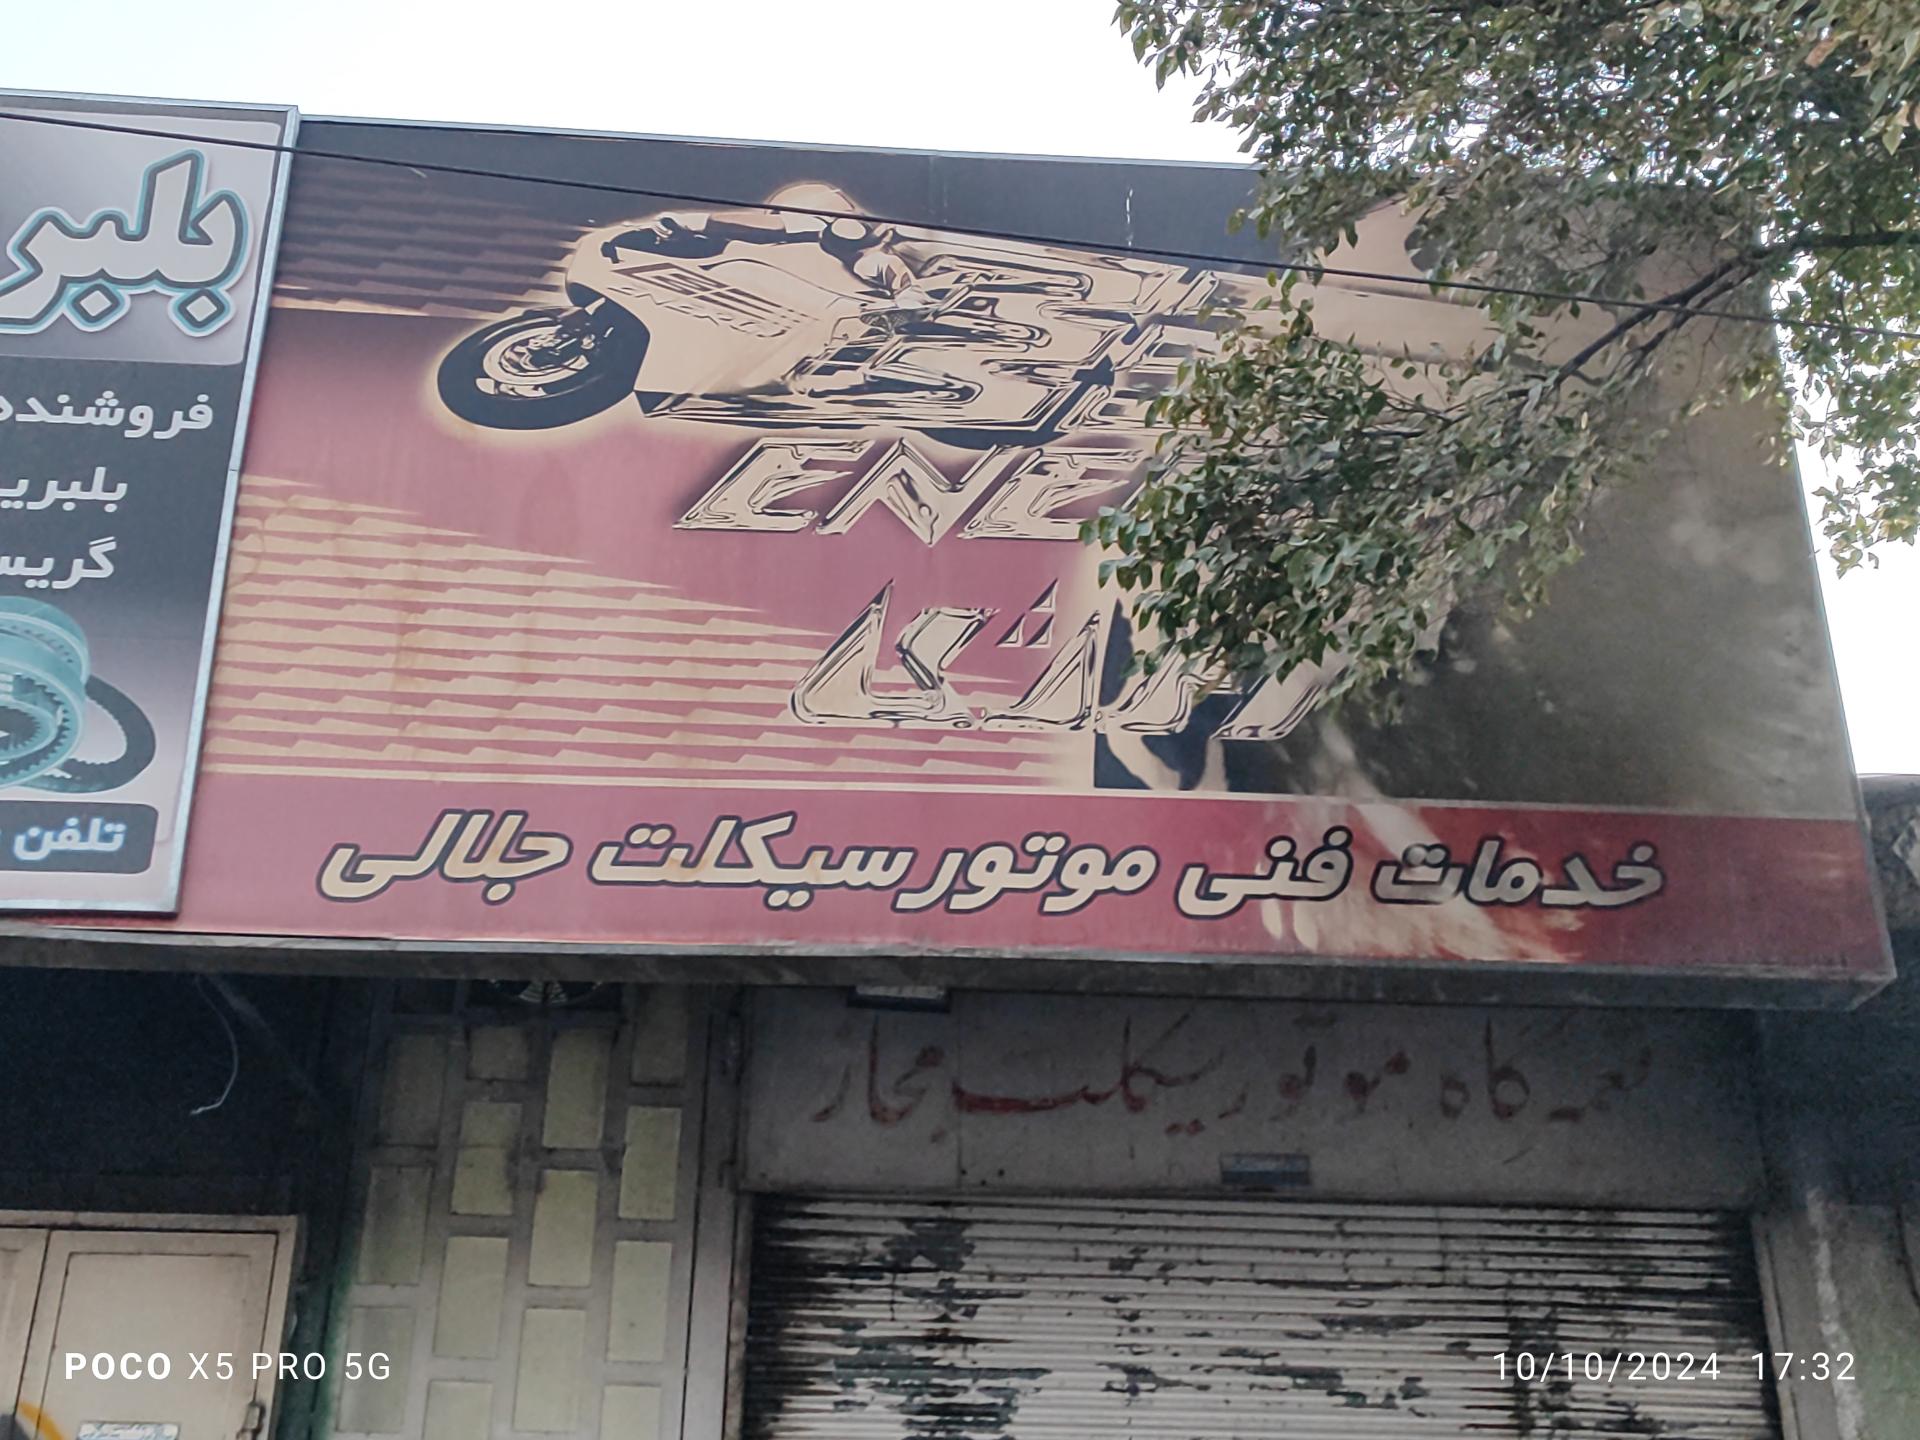 بلبر
فروشنده
بلبری
گریس
تلفن
ENE
خدمات فنی موتور سیکلت جلالی
تعمیرگاه موتور سیکلت مجاز
POCO X5 PRO 5G
10/10/2024 17:32